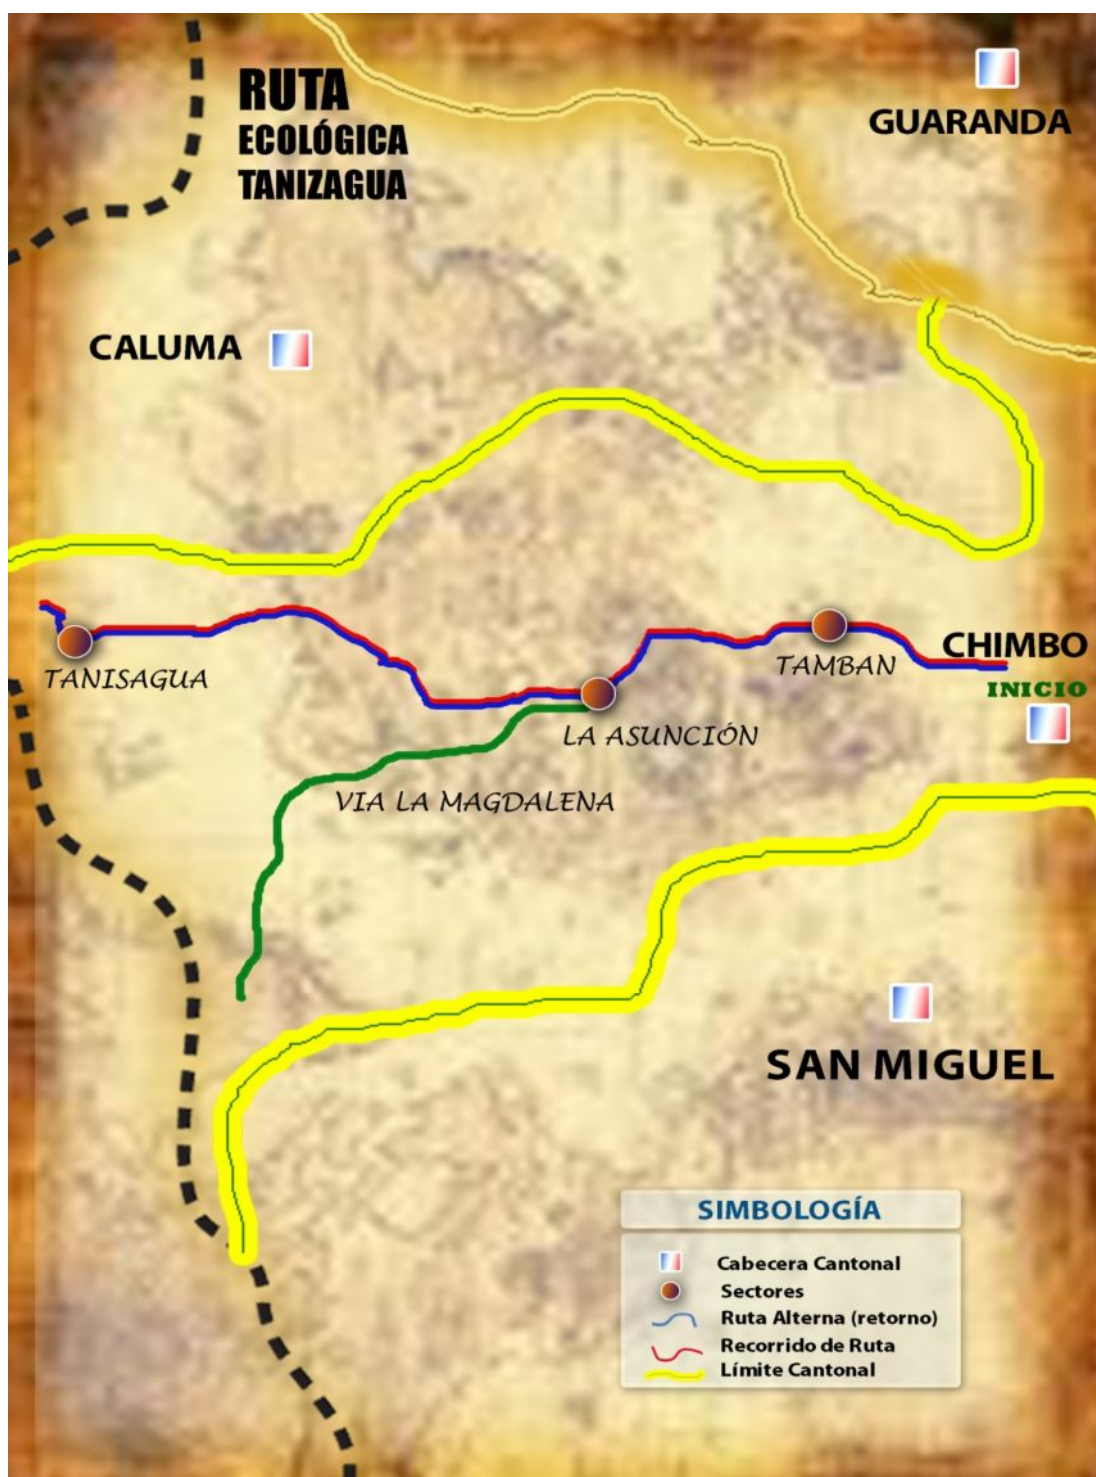 RUTA
ECOLÓGICA
TANIZAGUA
GUARANDA
CALUMA
CHIMBO
INICIO
TANISAGUA
TAMBAN
LA ASUNCIÓN
VIA LA MAGDALENA
SAN MIGUEL
SIMBOLOGÍA
Cabecera Cantonal
Sectores
Ruta Alterna (retorno)
Recorrido de Ruta
Límite Cantonal